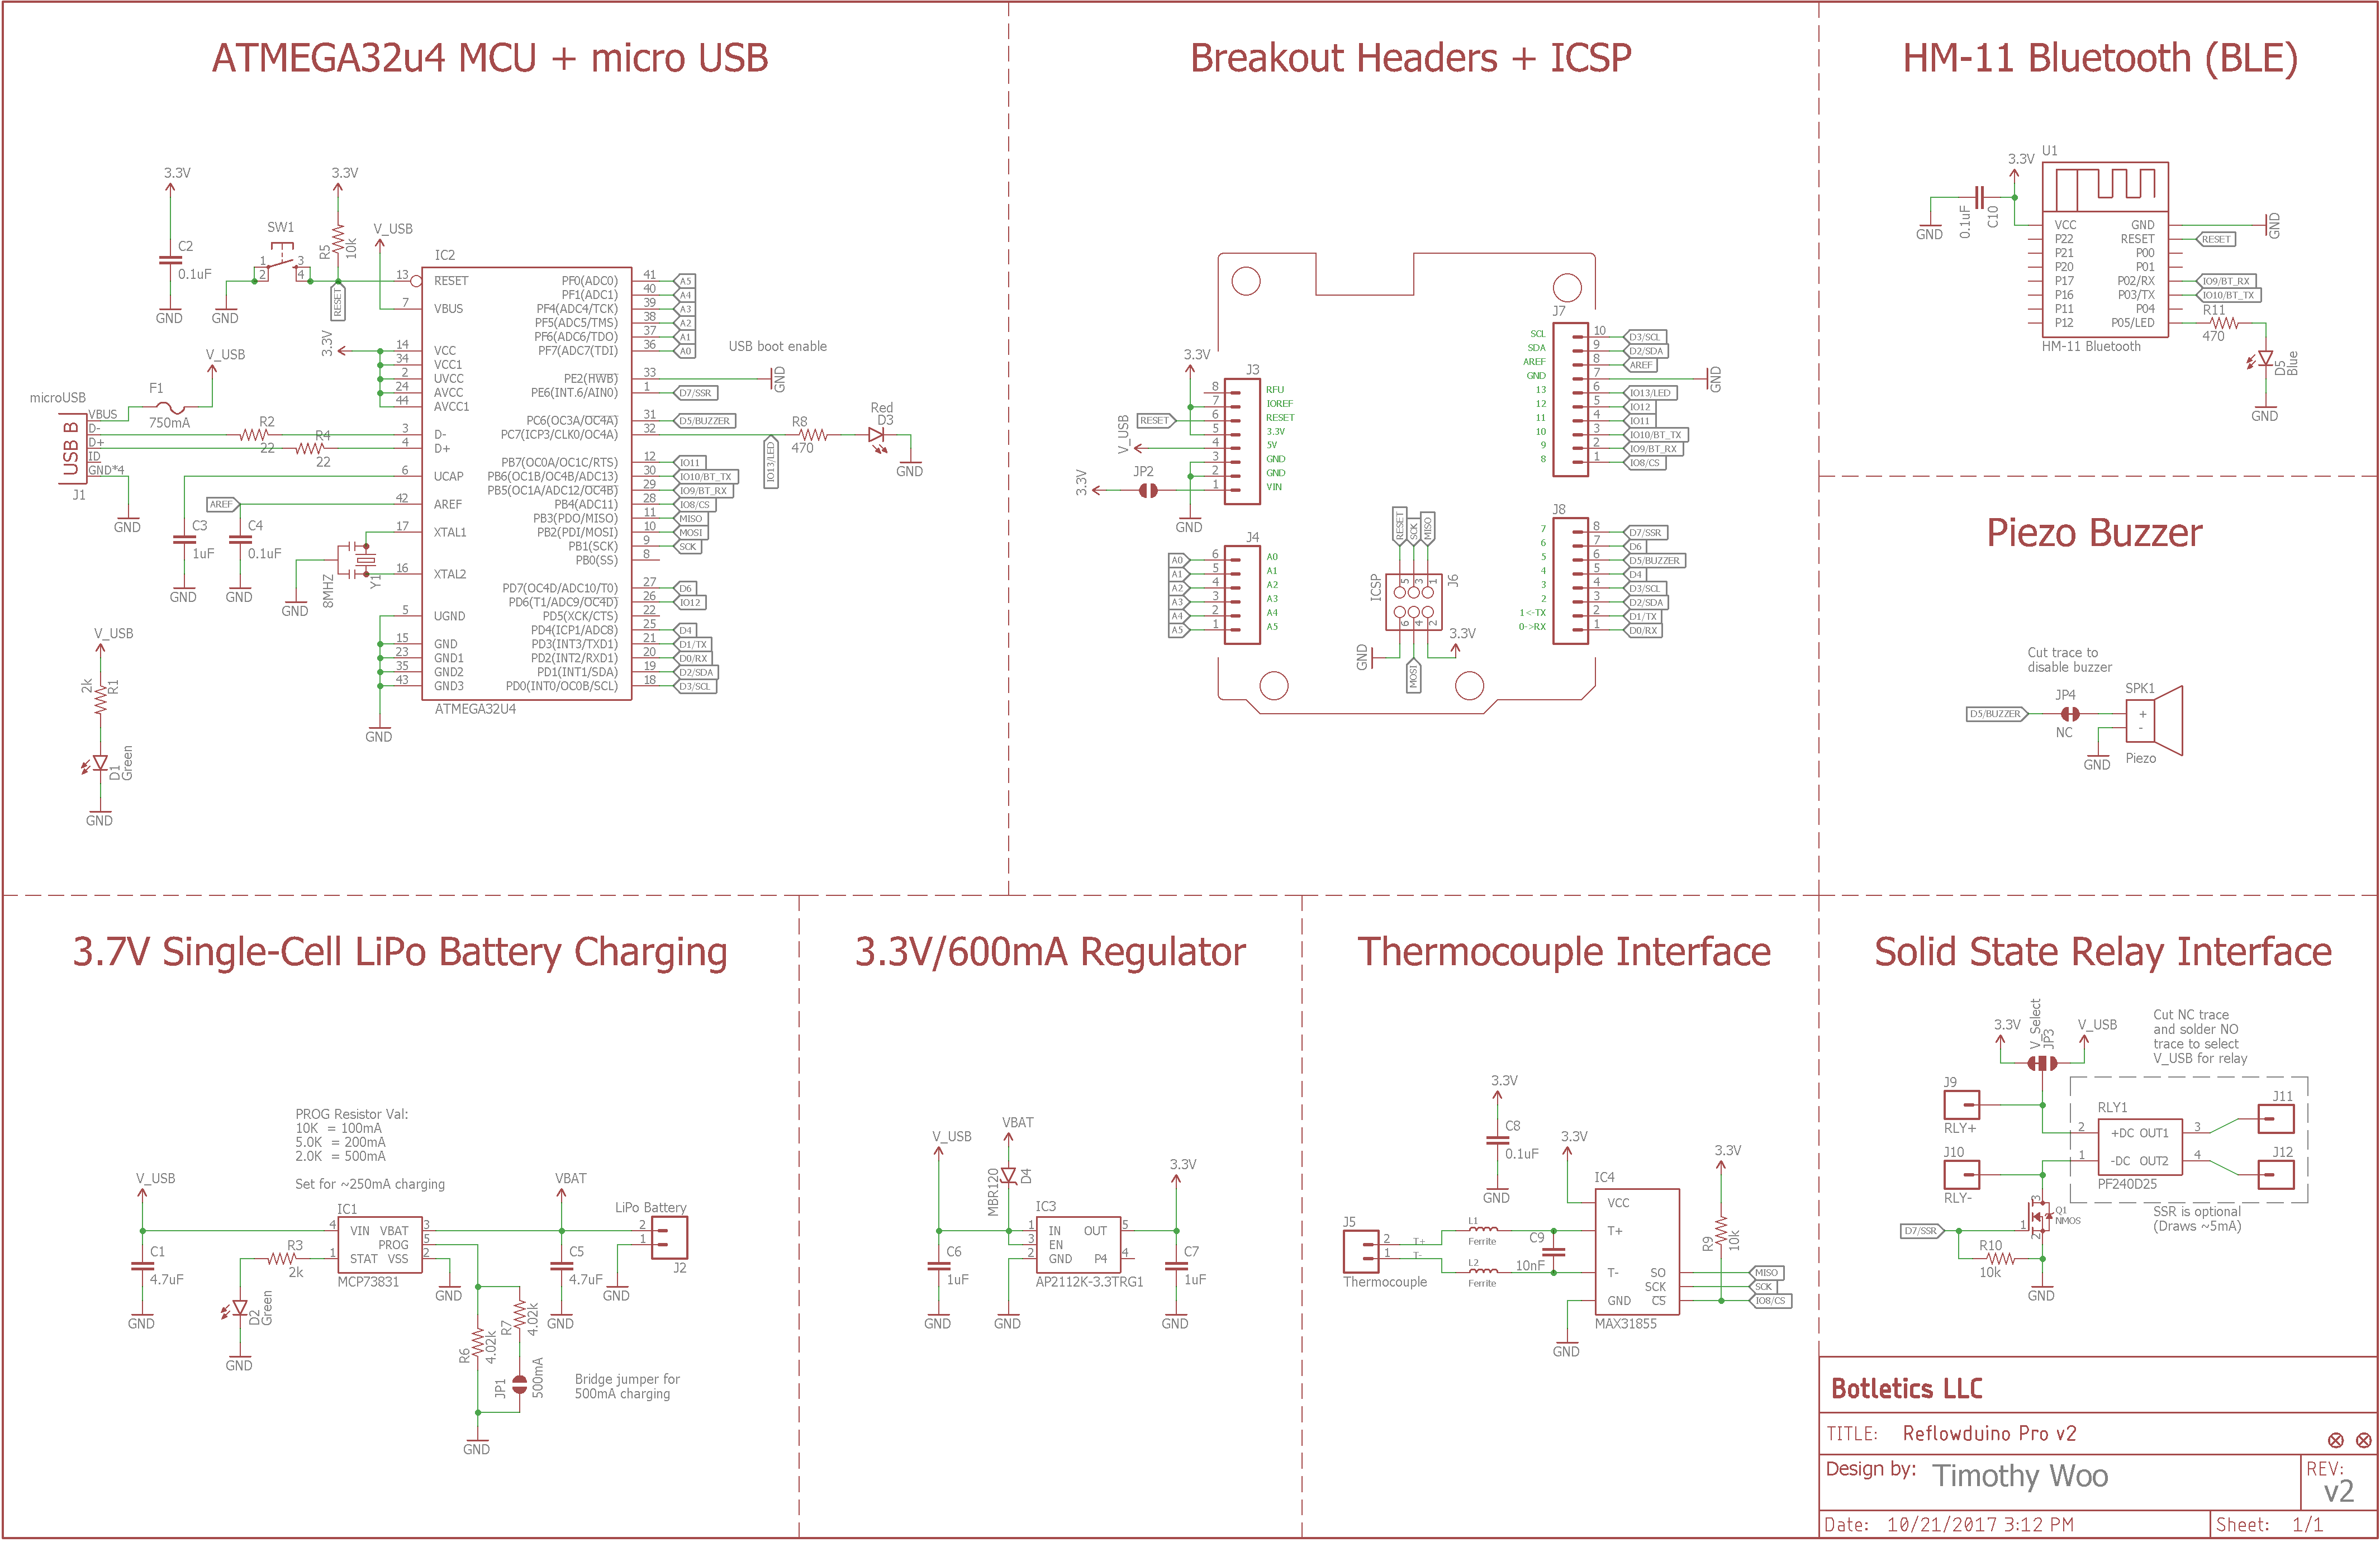 ATMEGA32u4 MCU + micro USB
3.3V
C2
0.1uF
GND
SW1
1
2
3
4
GND
3.3V
R5
10k
RESET
V_USB
IC2
13
RESET
7
VBUS
3.3V
14
VCC
34
VCC1
2
UVCC
24
AVCC
44
AVCC1
3
D-
4
D+
6
UCAP
42
AREF
17
XTAL1
16
XTAL2
5
UGND
15
GND
23
GND1
35
GND2
43
GND3
GND
ATMEGA32U4
PF0(ADC0)
41
A5
PF1(ADC1)
40
A4
PF4(ADC4/TCK)
39
A3
PF5(ADC5/TMS)
38
A2
PF6(ADC6/TDO)
37
A1
PF7(ADC7(TDI)
36
A0
USB boot enable
PE2(HWB)
33
GND
PE6(INT.6/AIN0)
1
D7/SSR
PC6(OC3A/OC4A)
31
D5/BUZZER
PC7(ICP3/CLK0/OC4A)
32
IO13/LED
R8
470
Red
D3
GND
PB7(OC0A/OC1C/RTS)
12
IO11
PB6(OC1B/OC4B/ADC13)
30
IO10/BT_TX
PB5(OC1A/ADC12/OC4B)
29
IO9/BT_RX
PB4(ADC11)
28
IO8/CS
PB3(PDO/MISO)
11
MISO
PB2(PDI/MOSI)
10
MOSI
PB1(SCK)
9
SCK
PB0(SS)
8
PD7(OC4D/ADC10/T0)
27
D6
PD6(T1/ADC9/OC4D)
26
IO12
PD5(XCK/CTS)
22
PD4(ICP1/ADC8)
25
D4
PD3(INT3/TXD1)
21
D1/TX
PD2(INT2/RXD1)
20
D0/RX
PD1(INT1/SDA)
19
D2/SDA
PD0(INT0/OC0B/SCL)
18
D3/SCL
microUSB
USB B
VBUS
D-
D+
ID
GND*4
J1
F1
750mA
V_USB
R2
22
R4
22
GND
AREF
C3
1uF
GND
C4
0.1uF
GND
GND
8MHZ
Y1
V_USB
2k
R1
D1
Green
GND
Breakout Headers + ICSP
3.3V
J3
8
RFU
7
IOREF
RESET
6
RESET
5
3.3V
V_USB
4
5V
3
GND
2
GND
1
VIN
3.3V
JP2
GND
J4
A0
6
A0
A1
5
A1
A2
4
A2
A3
3
A3
A4
2
A4
A5
1
A5
RESET
SCK
MISO
ICSP
5
3
1
6
4
2
J6
GND
MOSI
3.3V
J7
SCL
10
D3/SCL
SDA
9
D2/SDA
AREF
8
AREF
GND
7
GND
13
6
IO13/LED
12
5
IO12
11
4
IO11
10
3
IO10/BT_TX
9
2
IO9/BT_RX
8
1
IO8/CS
J8
7
8
D7/SSR
6
7
D6
5
6
D5/BUZZER
4
5
D4
3
4
D3/SCL
2
3
D2/SDA
1<-TX
2
D1/TX
0->RX
1
D0/RX
HM-11 Bluetooth (BLE)
3.3V
U1
GND
0.1uF
C10
VCC
P22
P21
P20
P17
P16
P11
P12
GND
RESET
P00
P01
P02/RX
P03/TX
P04
P05/LED
GND
RESET
IO9/BT_RX
IO10/BT_TX
R11
470
D5
Blue
GND
HM-11 Bluetooth
Piezo Buzzer
Cut trace to
disable buzzer
D5/BUZZER
JP4
NC
SPK1
+
-
GND
Piezo
3.7V Single-Cell LiPo Battery Charging
PROG Resistor Val:
10K = 100mA
5.0K = 200mA
2.0K = 500mA
Set for ~250mA charging
V_USB
C1
4.7uF
GND
R3
2k
D2
Green
GND
IC1
4
VIN
VBAT
3
PROG
5
1
STAT
VSS
2
MCP73831
GND
R6
4.02k
R7
4.02k
JP1
500mA
GND
Bridge jumper for
500mA charging
VBAT
C5
4.7uF
GND
LiPo Battery
2
1
J2
GND
3.3V/600mA Regulator
V_USB
C6
1uF
GND
VBAT
MBR120
D4
IC3
1
IN
OUT
5
3
EN
2
GND
P4
4
AP2112K-3.3TRG1
GND
3.3V
C7
1uF
GND
Thermocouple Interface
3.3V
C8
0.1uF
GND
J5
2
T+
1
T-
Thermocouple
L1
Ferrite
L2
Ferrite
C9
10nF
3.3V
IC4
VCC
T+
T-
SO
SCK
GND
CS
MAX31855
GND
3.3V
R9
10k
MISO
SCK
IO8/CS
Solid State Relay Interface
3.3V
V_Select
JP3
V_USB
Cut NC trace
and solder NO
trace to select
V_USB for relay
J9
RLY+
J10
RLY-
RLY1
2
+DC
OUT1
3
1
-DC
OUT2
4
PF240D25
J11
J12
SSR is optional
(Draws ~5mA)
D7/SSR
R10
10k
1
2
3
Q1
NMOS
GND
Botletics LLC
TITLE: Reflowduino Pro v2
Design by: Timothy Woo
REV:
v2
Date: 10/21/2017 3:12 PM
Sheet: 1/1